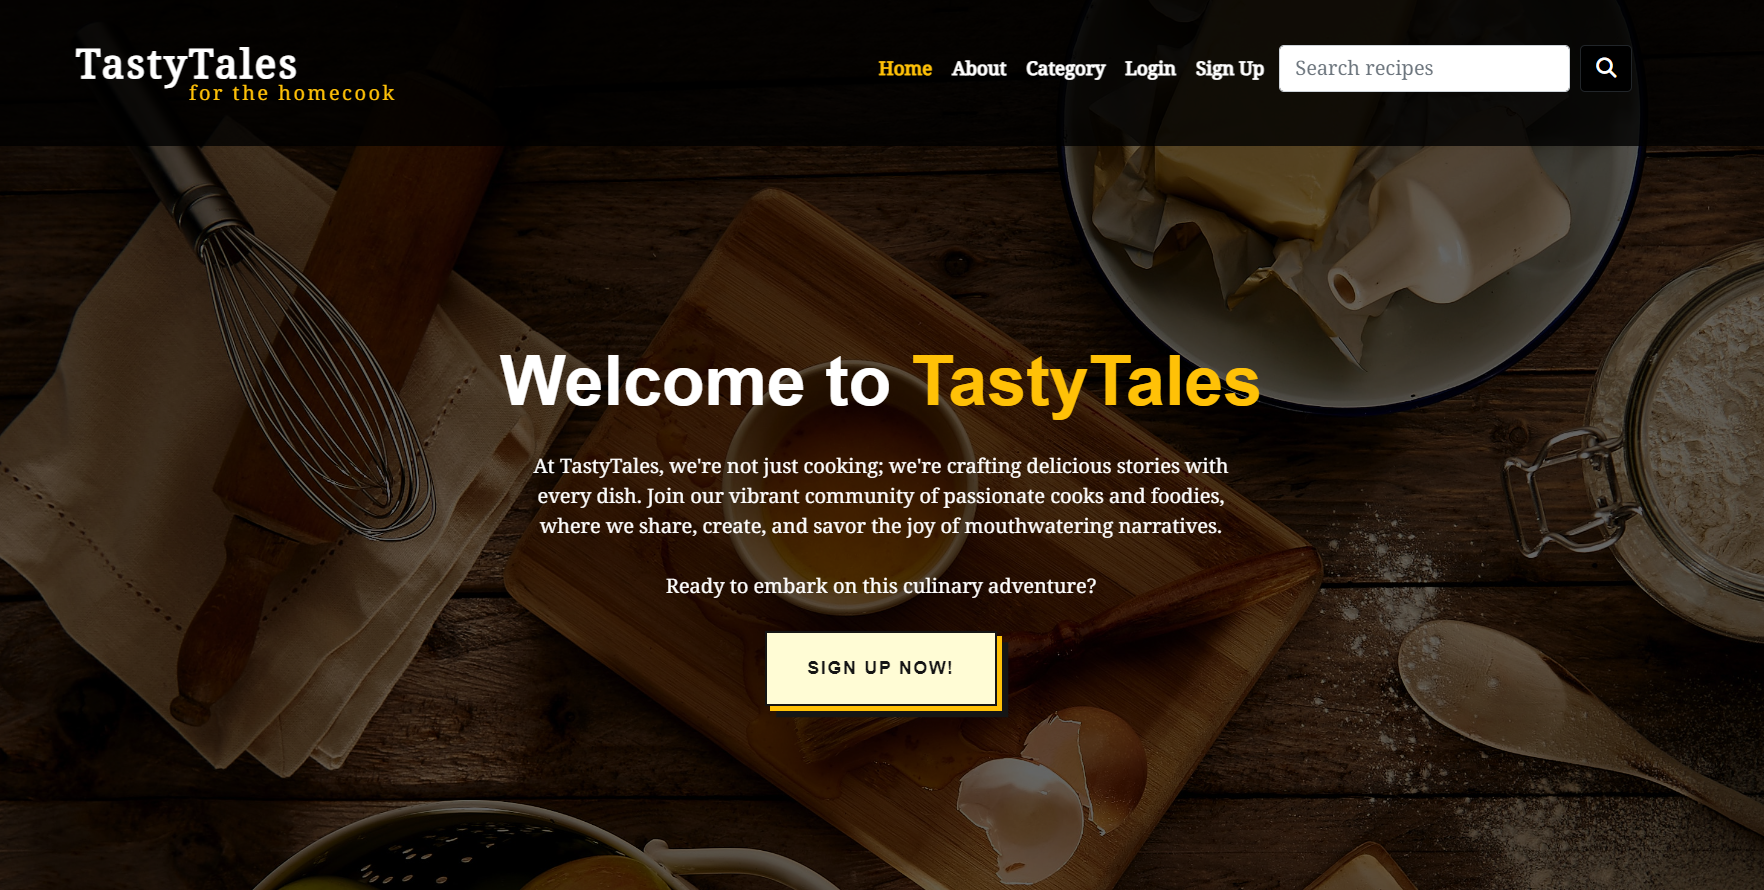 TastyTales
for the homecook
Home About Category Login Sign Up Search recipes
Welcome to TastyTales
At TastyTales, we're not just cooking; we're crafting delicious stories with
every dish. Join our vibrant community of passionate cooks and foodies,
where we share, create, and savor the joy of mouthwatering narratives.
Ready to embark on this culinary adventure?
SIGN UP NOW!